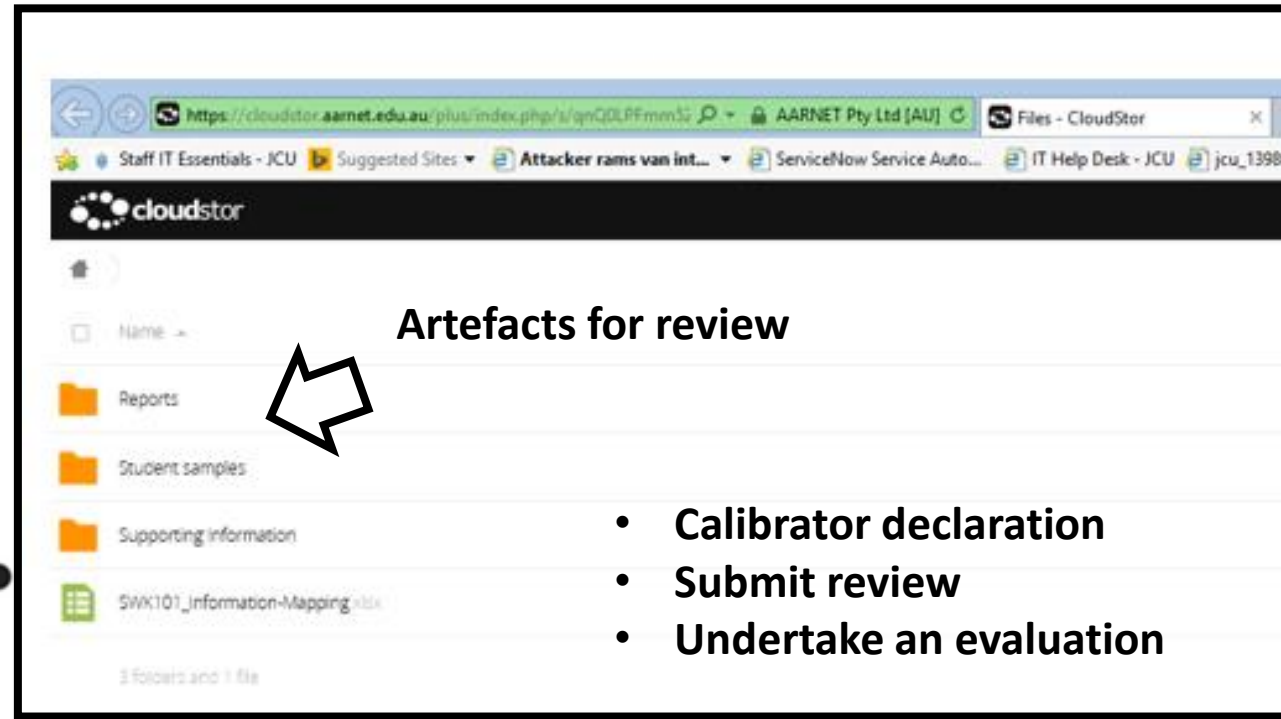 https://cloudstor.aarnet.edu.au/plus/index.php/s/ AARNET Pty Ltd [AU] Files - CloudStor
Staff IT Essentials - JCU Suggested Sites Attacker rams van int... ServiceNow Service Auto... IT Help Desk - JCU jcu_1398
cloudstor
Name
Artefacts for review
Reports
Student samples
Supporting information
• Calibrator declaration
• Submit review
• Undertake an evaluation
SWK101_Information-Mapping.xlsx
3 folders and 1 file